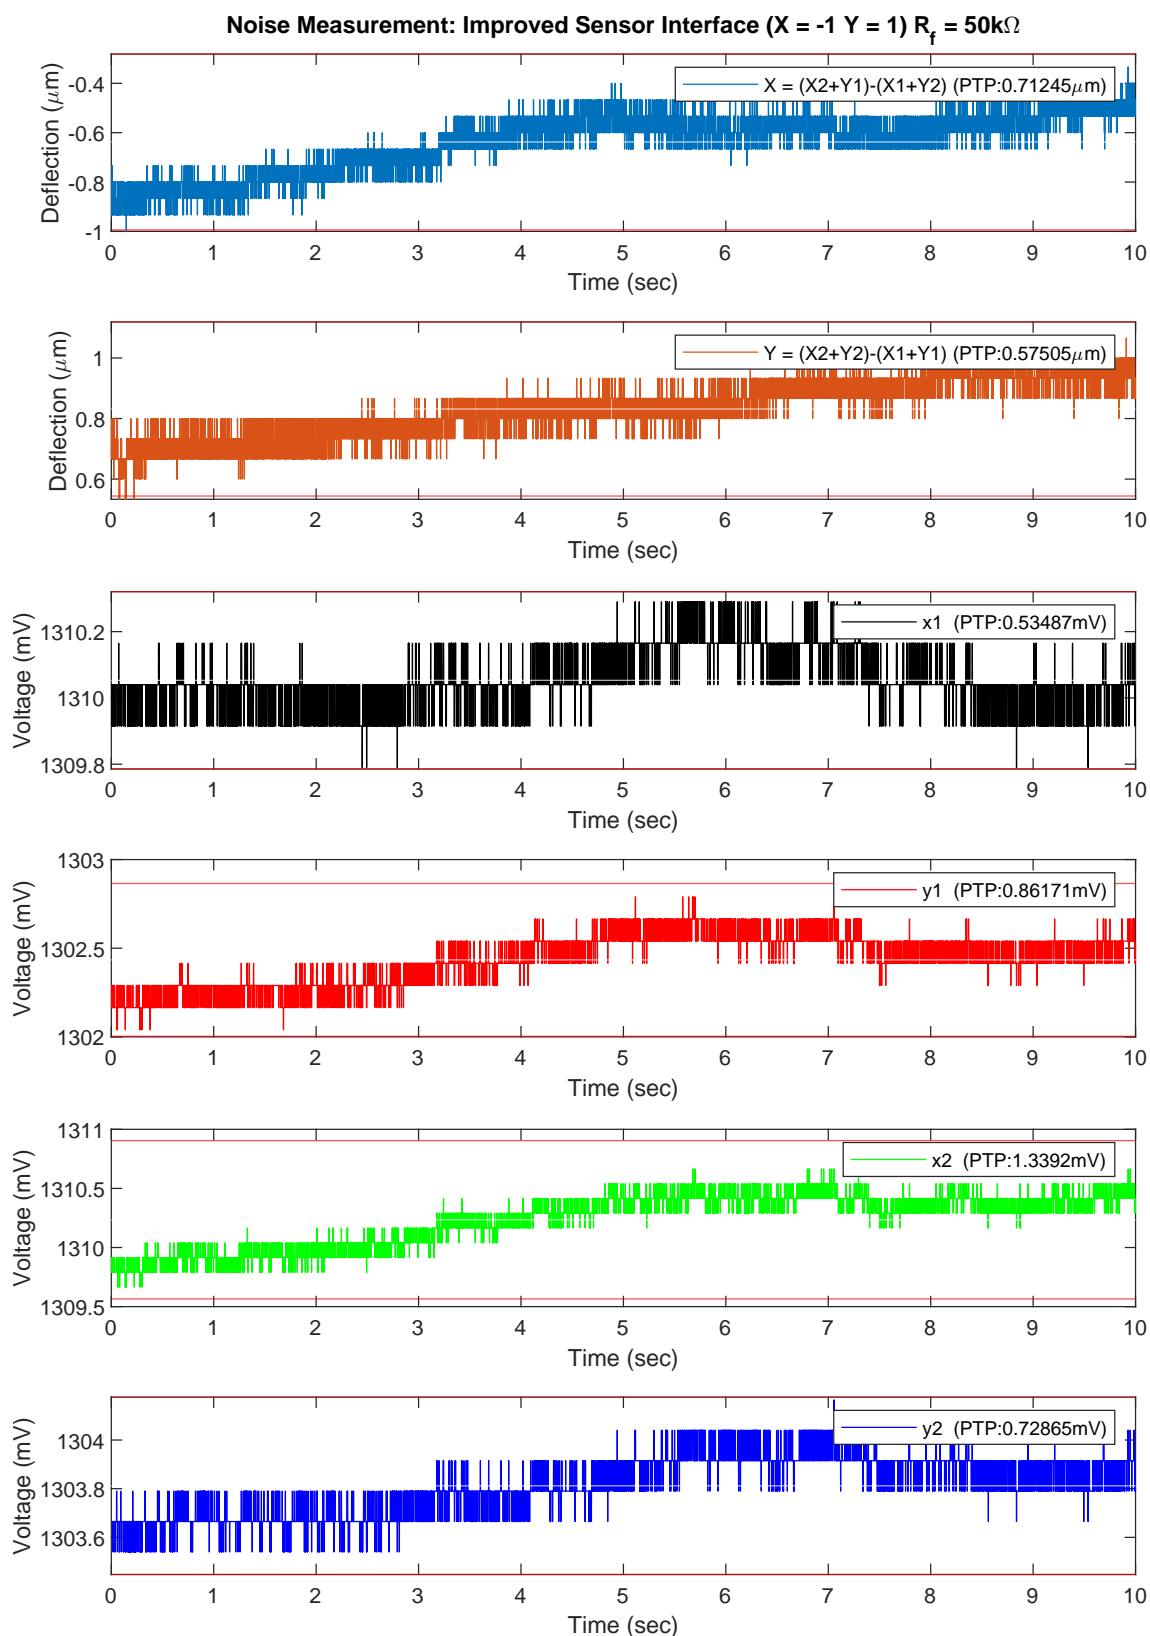 Noise Measurement: Improved Sensor Interface (X = -1 Y = 1) R_f = 50kΩ
X = (X2+Y1)-(X1+Y2) (PTP:0.71245μm)
Deflection (μm)
-0.4
-0.6
-0.8
-1
0 1 2 3 4 5 6 7 8 9 10
Time (sec)
Y = (X2+Y2)-(X1+Y1) (PTP:0.57505μm)
Deflection (μm)
1
0.8
0.6
0 1 2 3 4 5 6 7 8 9 10
Time (sec)
x1 (PTP:0.53487mV)
Voltage (mV)
1310.2
1310
1309.8
0 1 2 3 4 5 6 7 8 9 10
Time (sec)
y1 (PTP:0.86171mV)
Voltage (mV)
1303
1302.5
1302
0 1 2 3 4 5 6 7 8 9 10
Time (sec)
x2 (PTP:1.3392mV)
Voltage (mV)
1311
1310.5
1310
1309.5
0 1 2 3 4 5 6 7 8 9 10
Time (sec)
y2 (PTP:0.72865mV)
Voltage (mV)
1304
1303.8
1303.6
0 1 2 3 4 5 6 7 8 9 10
Time (sec)